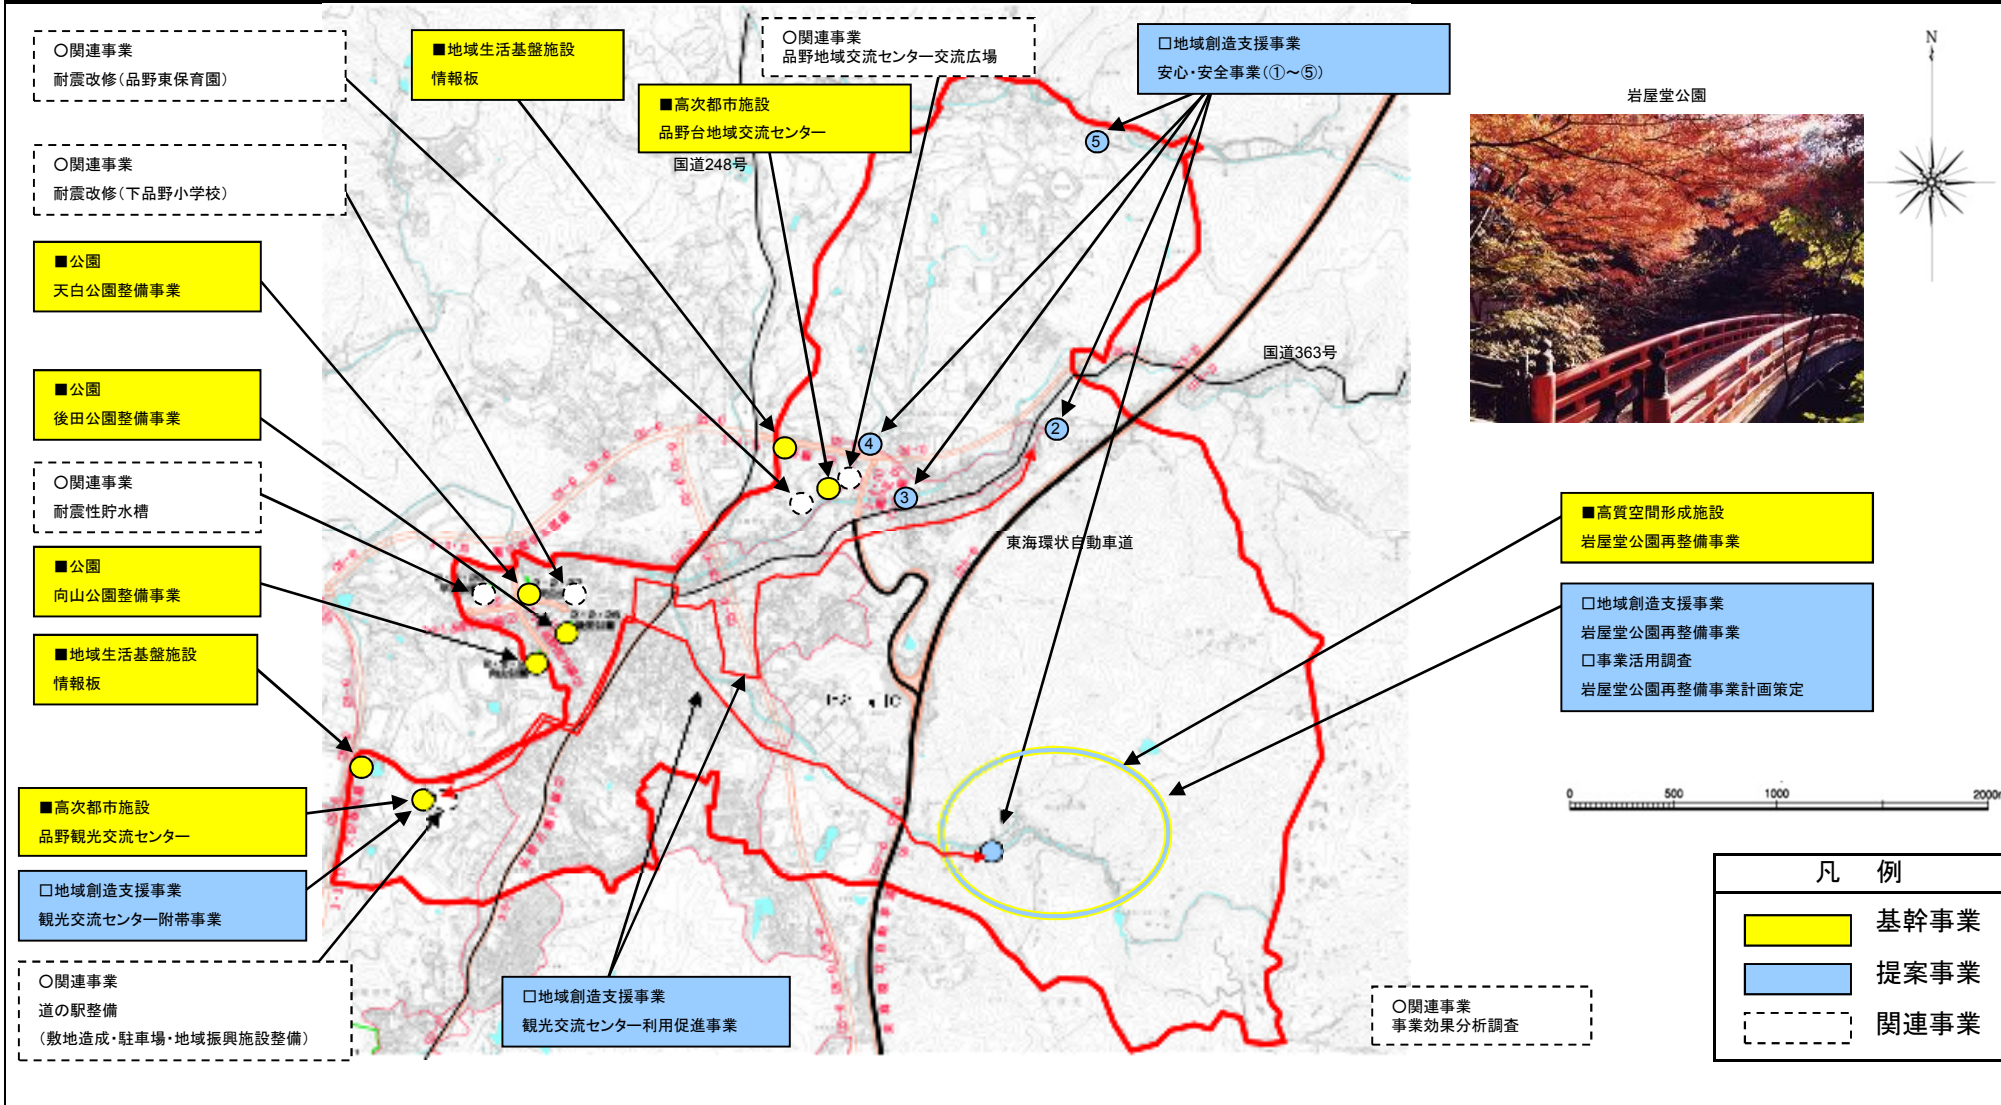 ○関連事業
耐震改修(品野東保育園)
■地域生活基盤施設
情報板
○関連事業
品野地域交流センター交流広場
□地域創造支援事業
安心・安全事業(①~⑤)
■高次都市施設
品野台地域交流センター
○関連事業
耐震改修(下品野小学校)
■公園
天白公園整備事業
■公園
後田公園整備事業
○関連事業
耐震性貯水槽
■公園
向山公園整備事業
■地域生活基盤施設
情報板
■高次都市施設
品野観光交流センター
□地域創造支援事業
観光交流センター附帯事業
○関連事業
道の駅整備
(敷地造成・駐車場・地域振興施設整備)
□地域創造支援事業
観光交流センター利用促進事業
国道248号
国道363号
東海環状自動車道
5
4
3
2
岩屋堂公園
N
■高質空間形成施設
岩屋堂公園再整備事業
□地域創造支援事業
岩屋堂公園再整備事業
□事業活用調査
岩屋堂公園再整備事業計画策定
0 500 1000 2000m
○関連事業
事業効果分析調査
凡 例
基幹事業
提案事業
関連事業